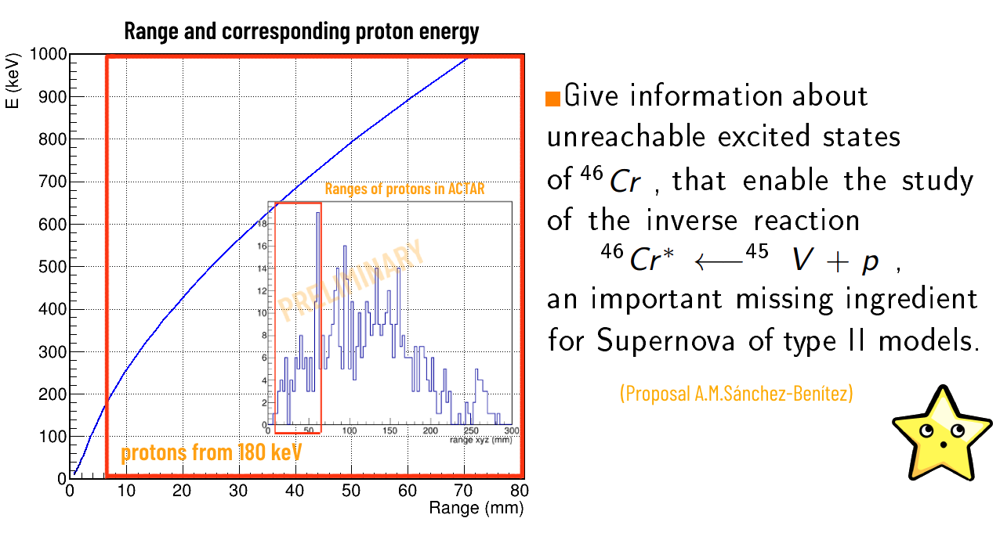 Range and corresponding proton energy
E (keV)
1000
900
800
700
600
500
400
300
200
100
0
0 10 20 30 40 50 60 70 80
Range (mm)
protons from 180 keV
Ranges of protons in ACTAR
PRELIMINARY
18
16
14
12
10
8
6
4
2
0
0 50 100 150 200 250 300
range xyz (mm)
Give information about
unreachable excited states
of ⁴⁶Cr , that enable the study
of the inverse reaction
⁴⁶Cr* ⟵ ⁴⁵ V + p ,
an important missing ingredient
for Supernova of type II models.
(Proposal A.M.Sánchez-Benítez)